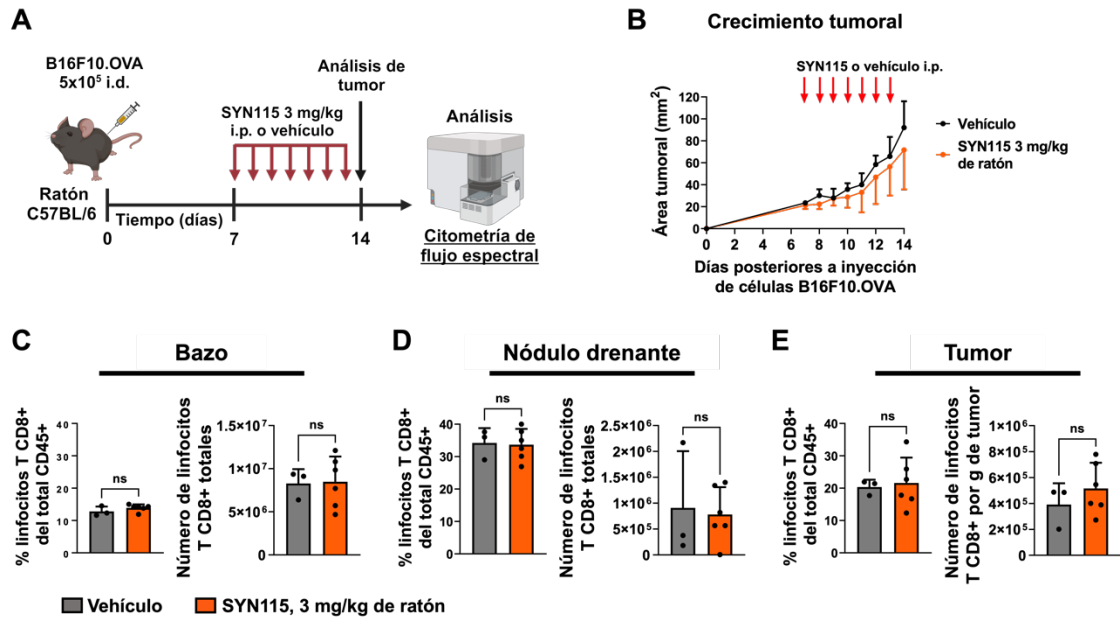 A
B16F10.OVA
5x10⁵ i.d.
Ratón
C57BL/6
SYN115 3 mg/kg
i.p. o vehículo
Análisis de
tumor
Análisis
Tiempo (días)
0
7
14
Citometría de
flujo espectral
B
Crecimiento tumoral
SYN115 o vehículo i.p.
Área tumoral (mm²)
120
100
80
60
40
20
0
0 2 4 6 8 10 12 14
Días posteriores a inyección
de células B16F10.OVA
Vehículo
SYN115 3 mg/kg
de ratón
C
Bazo
% linfocitos T CD8+
del total CD45+
40
30
20
10
0
ns
Número de linfocitos
T CD8+ totales
1.5×10⁷
1×10⁷
5×10⁶
0
ns
D
Nódulo drenante
% linfocitos T CD8+
del total CD45+
40
30
20
10
0
ns
Número de linfocitos
T CD8+ totales
2.5×10⁶
2×10⁶
1.5×10⁶
1×10⁶
5×10⁵
0
ns
E
Tumor
% linfocitos T CD8+
del total CD45+
40
30
20
10
0
ns
Número de linfocitos
T CD8+ por g de tumor
1×10⁶
8×10⁵
6×10⁵
4×10⁵
2×10⁵
0
ns
Vehículo
SYN115, 3 mg/kg de ratón